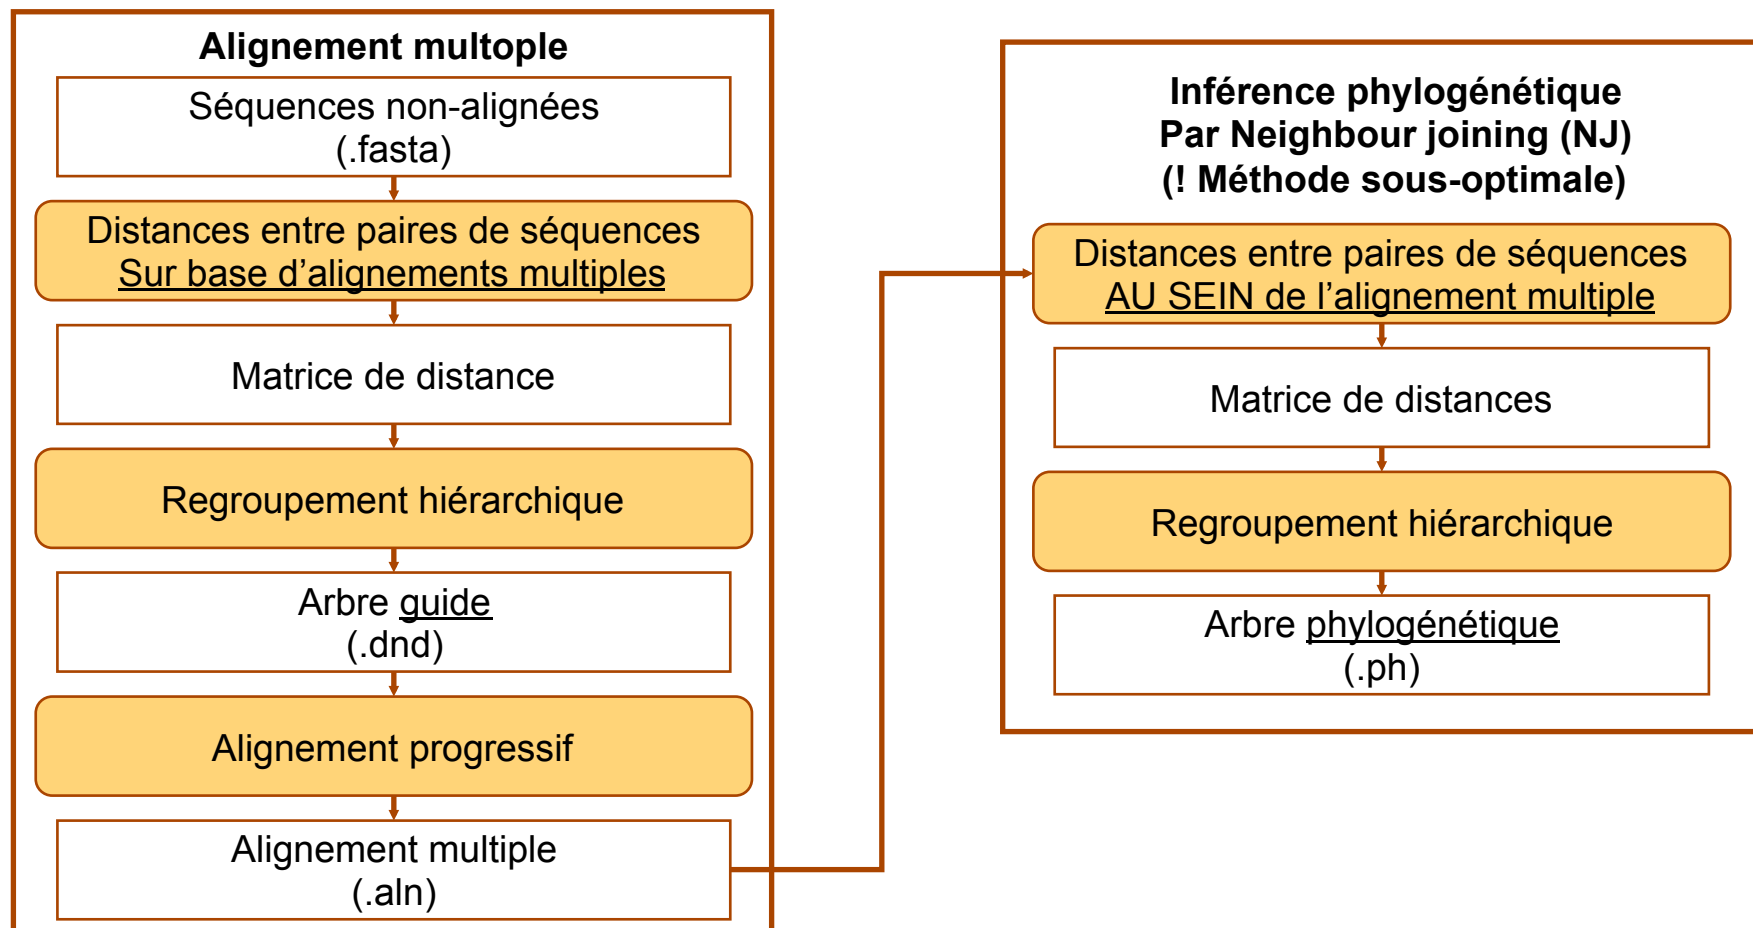 Alignement multople
Séquences non-alignées
(.fasta)
Distances entre paires de séquences
Sur base d’alignements multiples
Matrice de distance
Regroupement hiérarchique
Arbre guide
(.dnd)
Alignement progressif
Alignement multiple
(.aln)
Inférence phylogénétique
Par Neighbour joining (NJ)
(! Méthode sous-optimale)
Distances entre paires de séquences
AU SEIN de l’alignement multiple
Matrice de distances
Regroupement hiérarchique
Arbre phylogénétique
(.ph)